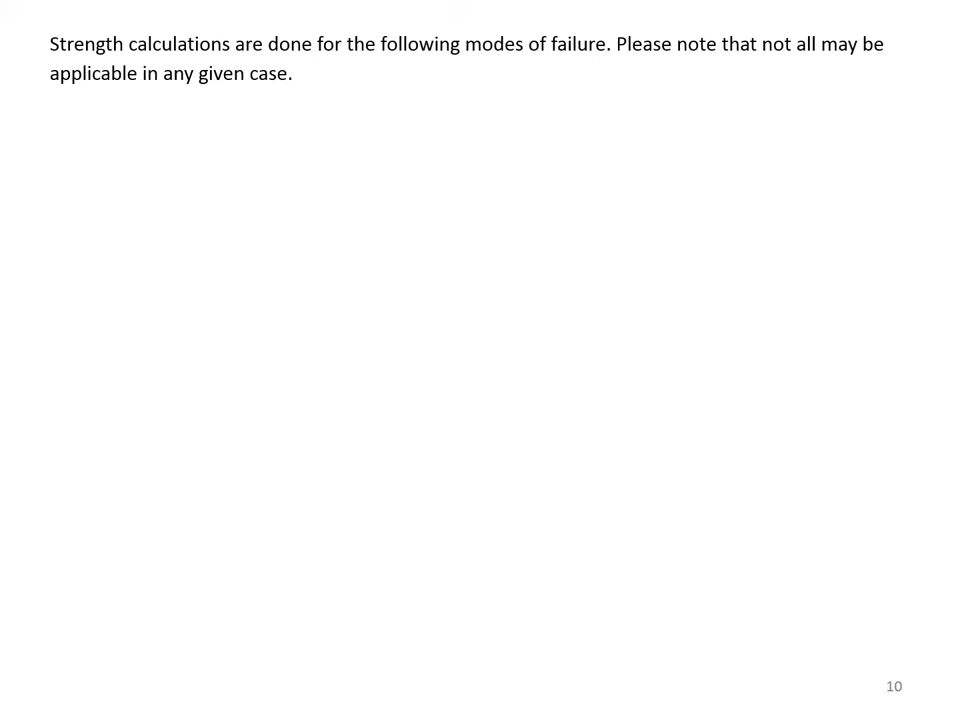 Strength calculations are done for the following modes of failure. Please note that not all may be
applicable in any given case.
10